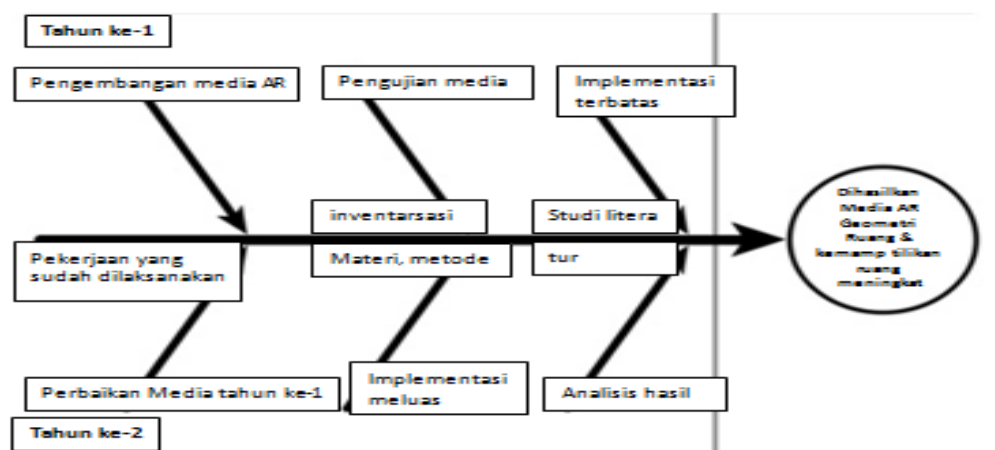 Tahun ke-1
Pengembangan media AR
Pengujian media
Implementasi
terbatas
inventarsasi
Studi litera
Pekerjaan yang
sudah dilaksanakan
Materi, metode
tur
Dihasilkan
Media AR
Geometri
Ruang &
kemamp tilikan
ruang
meningkat
Perbaikan Media tahun ke-1
Implementasi
meluas
Analisis hasil
Tahun ke-2